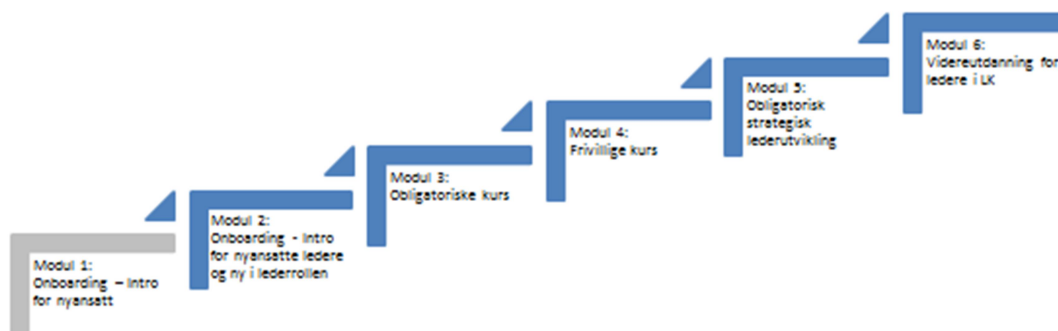 Modul 1:
Onboarding – Intro
for nyansatt
Modul 2:
Onboarding - Intro
for nyansatte ledere
og ny i lederrollen
Modul 3:
Obligatoriske kurs
Modul 4:
Frivillige kurs
Modul 5:
Obligatorisk
strategisk
lederutvikling
Modul 6:
Videreutdanning for
ledere i LK